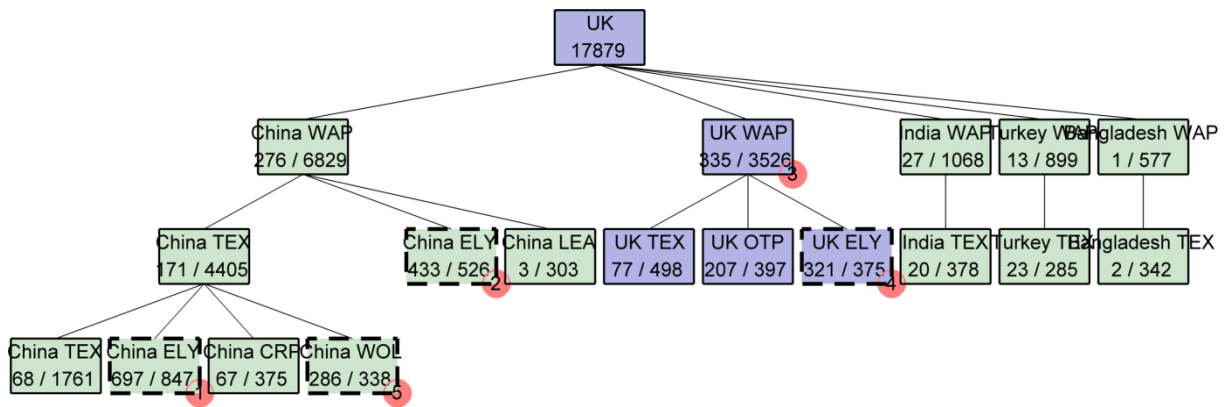 UK
17879
China WAP
276 / 6829
UK WAP
335 / 3526
3
India WAP
27 / 1068
Turkey WAP
13 / 899
Bangladesh WAP
1 / 577
China TEX
171 / 4405
China ELY
433 / 526
2
China LEA
3 / 303
UK TEX
77 / 498
UK OTP
207 / 397
UK ELY
321 / 375
4
India TEX
20 / 378
Turkey TEX
23 / 285
Bangladesh TEX
2 / 342
China TEX
68 / 1761
China ELY
697 / 847
1
China CRP
67 / 375
China WOL
286 / 338
5